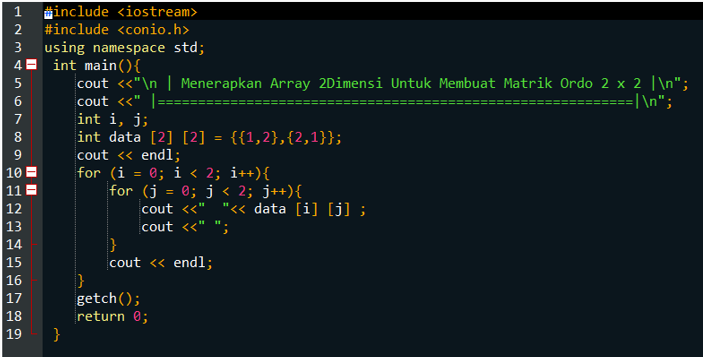 1 #include <iostream>
2 #include <conio.h>
3 using namespace std;
4 int main(){
5 cout <<"\n | Menerapkan Array 2Dimensi Untuk Membuat Matrik Ordo 2 x 2 |\n";
6 cout <<" |===========================================================|\n";
7 int i, j;
8 int data [2] [2] = {{1,2},{2,1}};
9 cout << endl;
10 for (i = 0; i < 2; i++){
11 for (j = 0; j < 2; j++){
12 cout <<"  "<< data [i] [j] ;
13 cout <<" ";
14 }
15 cout << endl;
16 }
17 getch();
18 return 0;
19 }